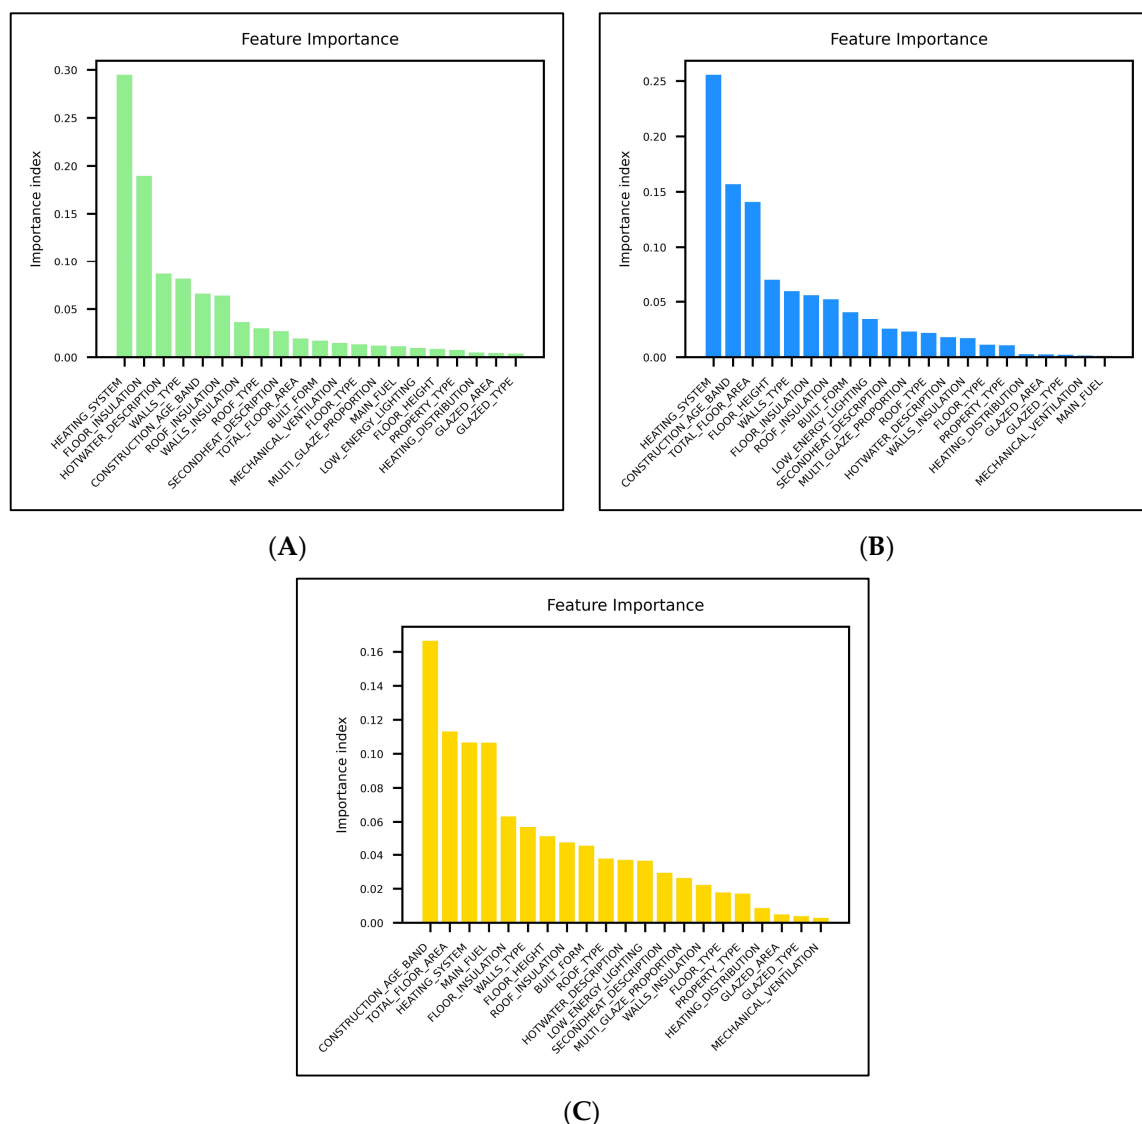 Feature Importance
Importance index
0.30
0.25
0.20
0.15
0.10
0.05
0.00
HEATING_SYSTEM
FLOOR_INSULATION
HOTWATER_DESCRIPTION
WALLS_TYPE
CONSTRUCTION_AGE_BAND
ROOF_INSULATION
WALLS_INSULATION
ROOF_TYPE
SECONDHEAT_DESCRIPTION
TOTAL_FLOOR_AREA
BUILT_FORM
MECHANICAL_VENTILATION
FLOOR_TYPE
MULTI_GLAZE_PROPORTION
MAIN_FUEL
LOW_ENERGY_LIGHTING
FLOOR_HEIGHT
PROPERTY_TYPE
HEATING_DISTRIBUTION
GLAZED_AREA
GLAZED_TYPE
(A)
Feature Importance
Importance index
0.25
0.20
0.15
0.10
0.05
0.00
HEATING_SYSTEM
CONSTRUCTION_AGE_BAND
TOTAL_FLOOR_AREA
FLOOR_HEIGHT
WALLS_TYPE
FLOOR_INSULATION
ROOF_INSULATION
BUILT_FORM
LOW_ENERGY_LIGHTING
SECONDHEAT_DESCRIPTION
MULTI_GLAZE_PROPORTION
ROOF_TYPE
HOTWATER_DESCRIPTION
WALLS_INSULATION
FLOOR_TYPE
PROPERTY_TYPE
HEATING_DISTRIBUTION
GLAZED_AREA
GLAZED_TYPE
MECHANICAL_VENTILATION
MAIN_FUEL
(B)
Feature Importance
Importance index
0.16
0.14
0.12
0.10
0.08
0.06
0.04
0.02
0.00
CONSTRUCTION_AGE_BAND
TOTAL_FLOOR_AREA
HEATING_SYSTEM
MAIN_FUEL
FLOOR_INSULATION
WALLS_TYPE
FLOOR_HEIGHT
ROOF_INSULATION
BUILT_FORM
ROOF_TYPE
HOTWATER_DESCRIPTION
LOW_ENERGY_LIGHTING
SECONDHEAT_DESCRIPTION
MULTI_GLAZE_PROPORTION
WALLS_INSULATION
FLOOR_TYPE
PROPERTY_TYPE
HEATING_DISTRIBUTION
GLAZED_AREA
GLAZED_TYPE
MECHANICAL_VENTILATION
(C)